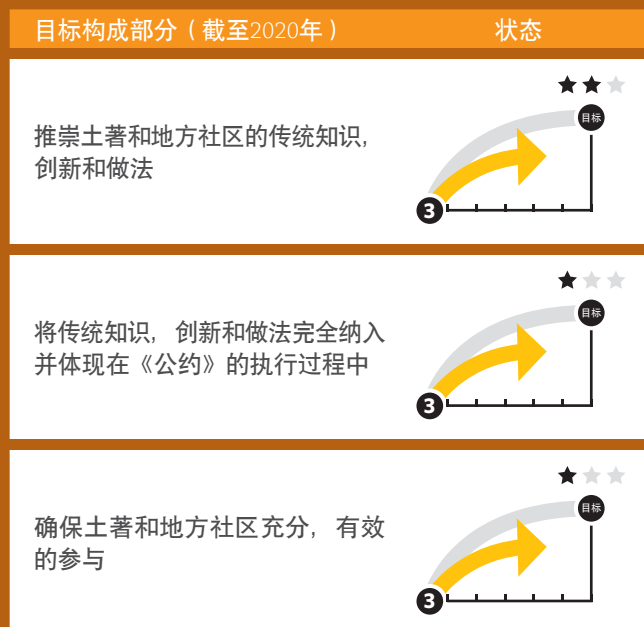 目标构成部分（截至2020年） 状态
推崇土著和地方社区的传统知识，
创新和做法
目标
3
将传统知识，创新和做法完全纳入
并体现在《公约》的执行过程中
目标
3
确保土著和地方社区充分，有效
的参与
目标
3